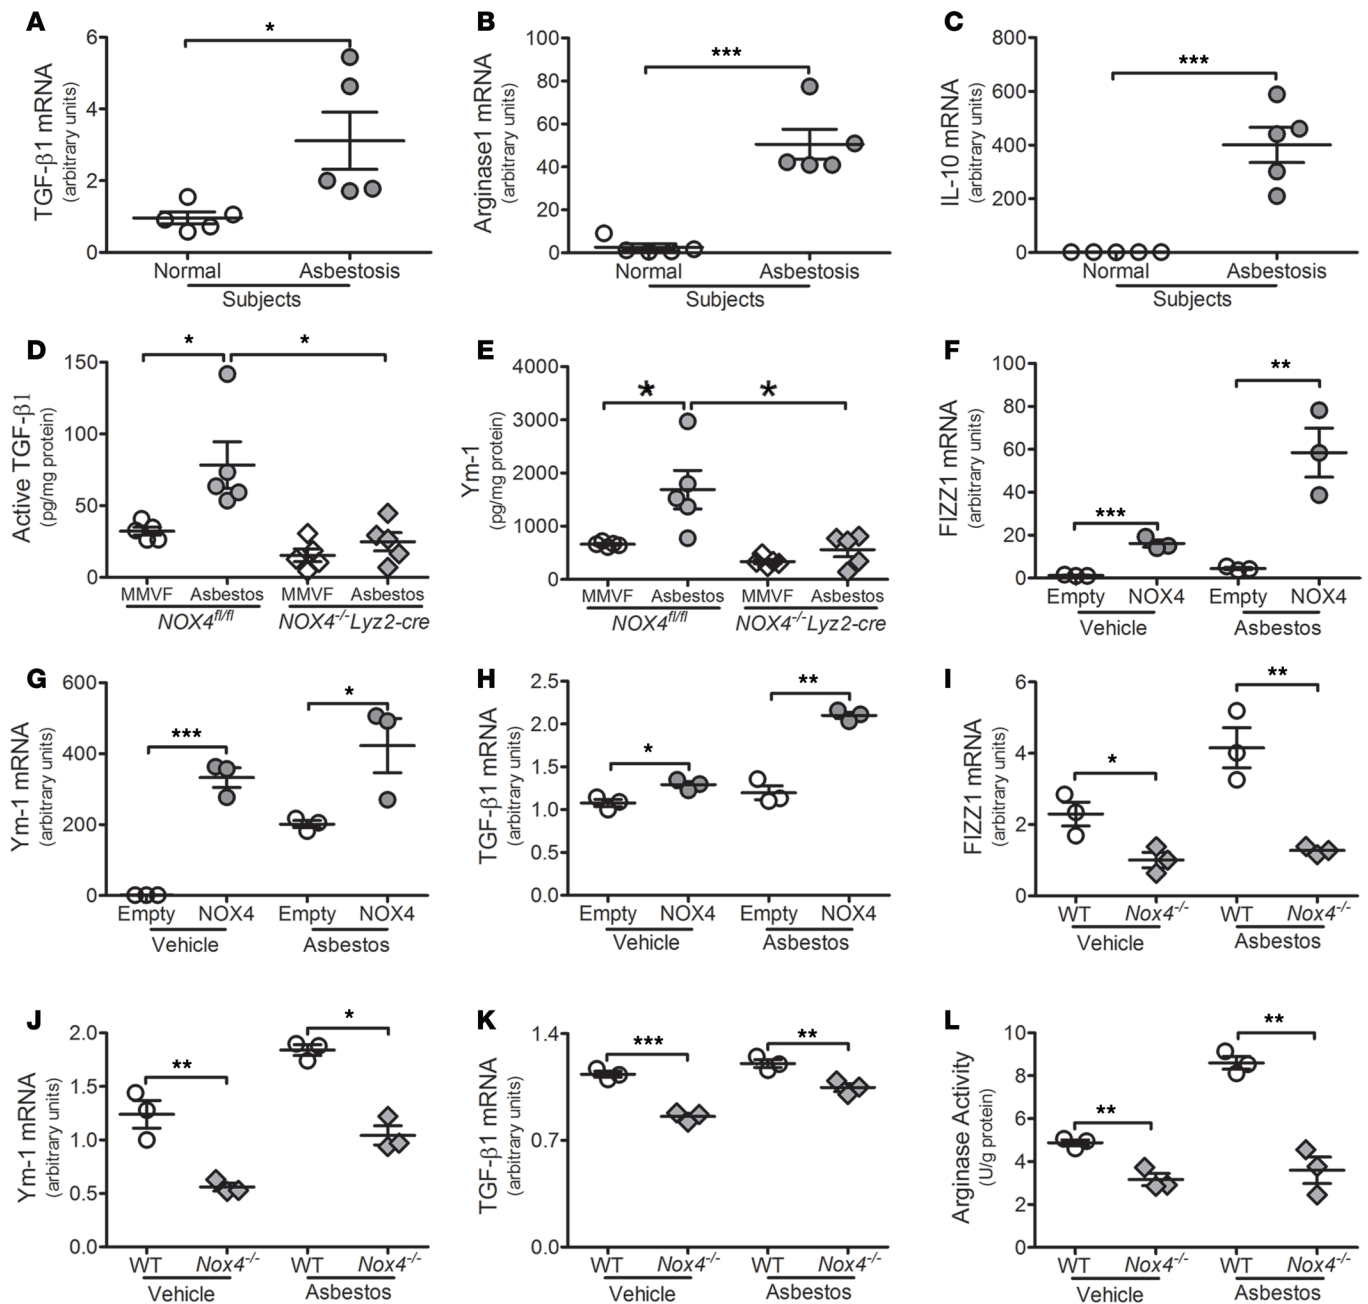 A
TGF-β1 mRNA
(arbitrary units)
6
4
2
0
*
Normal
Asbestosis
Subjects
B
Arginase1 mRNA
(arbitrary units)
100
80
60
40
20
0
***
Normal
Asbestosis
Subjects
C
IL-10 mRNA
(arbitrary units)
800
600
400
200
0
***
Normal
Asbestosis
Subjects
D
Active TGF-β1
(pg/mg protein)
150
100
50
0
* *
MMVF Asbestos MMVF Asbestos
NOX4fl/fl NOX4-/-Lyz2-cre
E
Ym-1
(pg/mg protein)
4000
3000
2000
1000
0
* *
MMVF Asbestos MMVF Asbestos
NOX4fl/fl NOX4-/-Lyz2-cre
F
FIZZ1 mRNA
(arbitrary units)
100
80
60
40
20
0
*** **
Empty NOX4 Empty NOX4
Vehicle Asbestos
G
Ym-1 mRNA
(arbitrary units)
600
400
200
0
*** *
Empty NOX4 Empty NOX4
Vehicle Asbestos
H
TGF-β1 mRNA
(arbitrary units)
2.5
2.0
1.5
1.0
0.5
0.0
* **
Empty NOX4 Empty NOX4
Vehicle Asbestos
I
FIZZ1 mRNA
(arbitrary units)
6
4
2
0
* **
WT Nox4-/- WT Nox4-/-
Vehicle Asbestos
J
Ym-1 mRNA
(arbitrary units)
2.0
1.5
1.0
0.5
0.0
** *
WT Nox4-/- WT Nox4-/-
Vehicle Asbestos
K
TGF-β1 mRNA
(arbitrary units)
1.4
0.7
0.0
*** **
WT Nox4-/- WT Nox4-/-
Vehicle Asbestos
L
Arginase Activity
(U/g protein)
10
8
6
4
2
0
** **
WT Nox4-/- WT Nox4-/-
Vehicle Asbestos